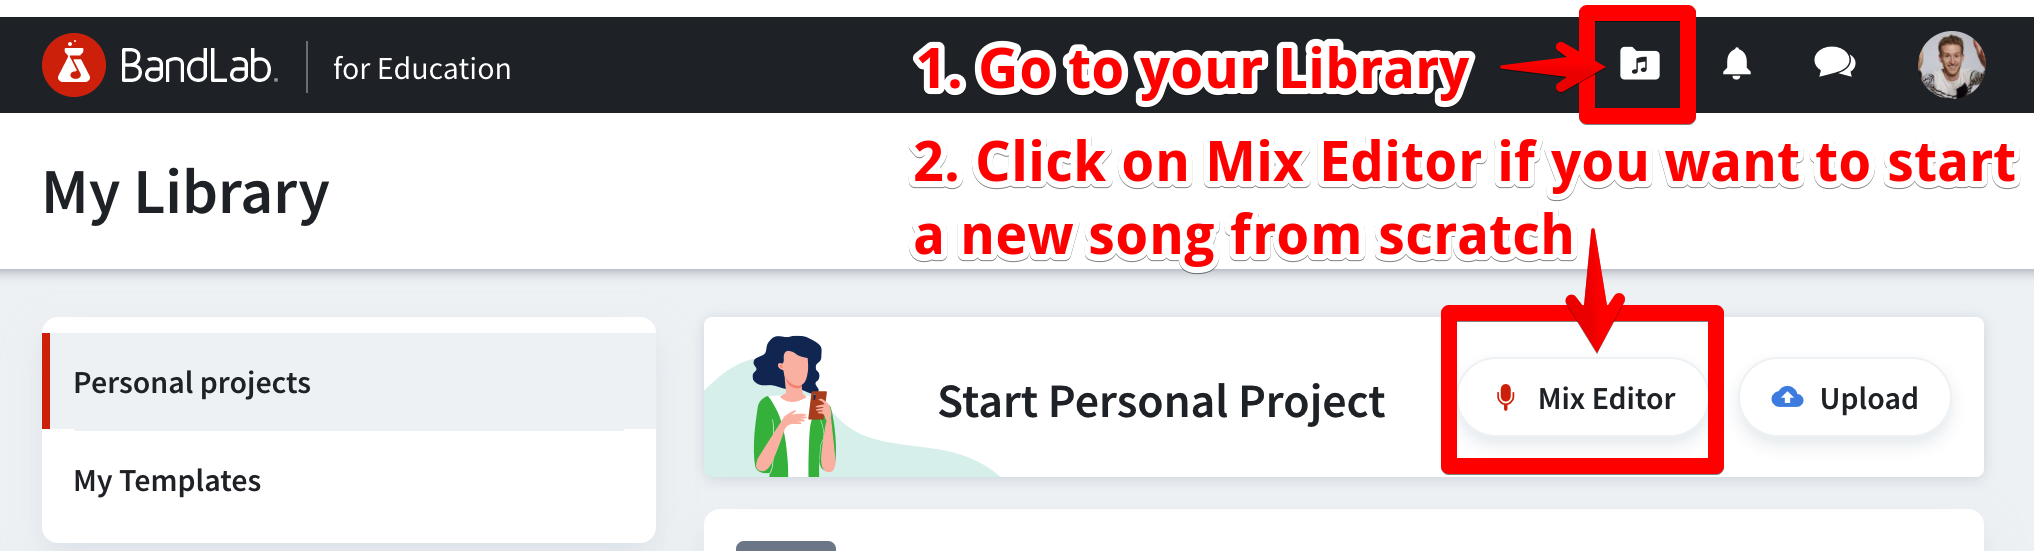 BandLab. for Education
1. Go to your Library
My Library
2. Click on Mix Editor if you want to start
a new song from scratch
Personal projects
My Templates
Start Personal Project
Mix Editor
Upload